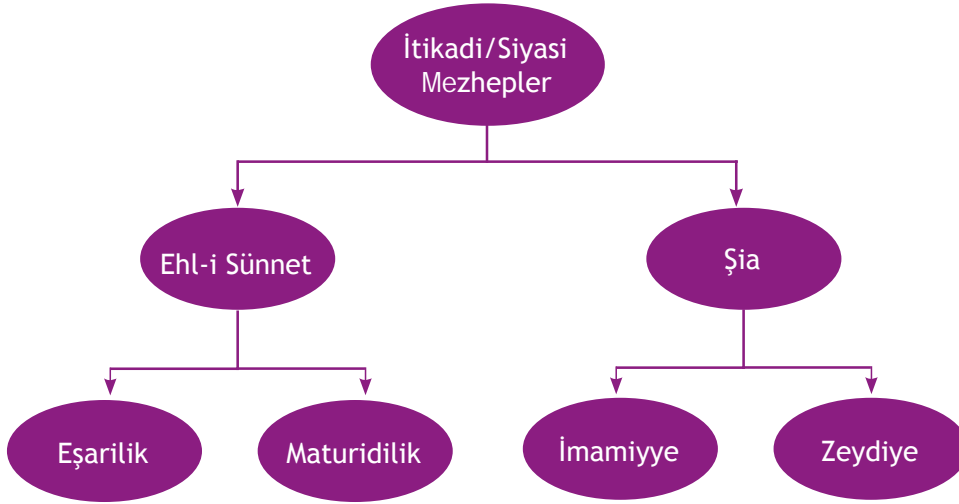 İtikadi/Siyasi
Mezhepler
Ehl-i Sünnet
Şia
Eşarilik
Maturidilik
İmamiyye
Zeydiye